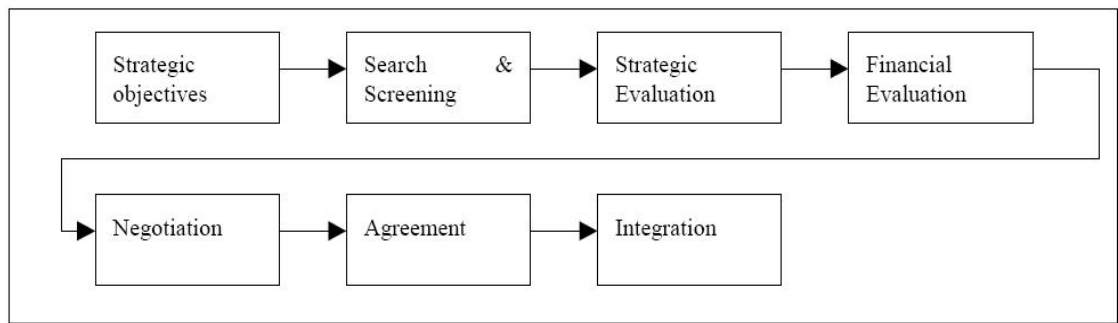 Strategic
objectives
Search &
Screening
Strategic
Evaluation
Financial
Evaluation
Negotiation
Agreement
Integration